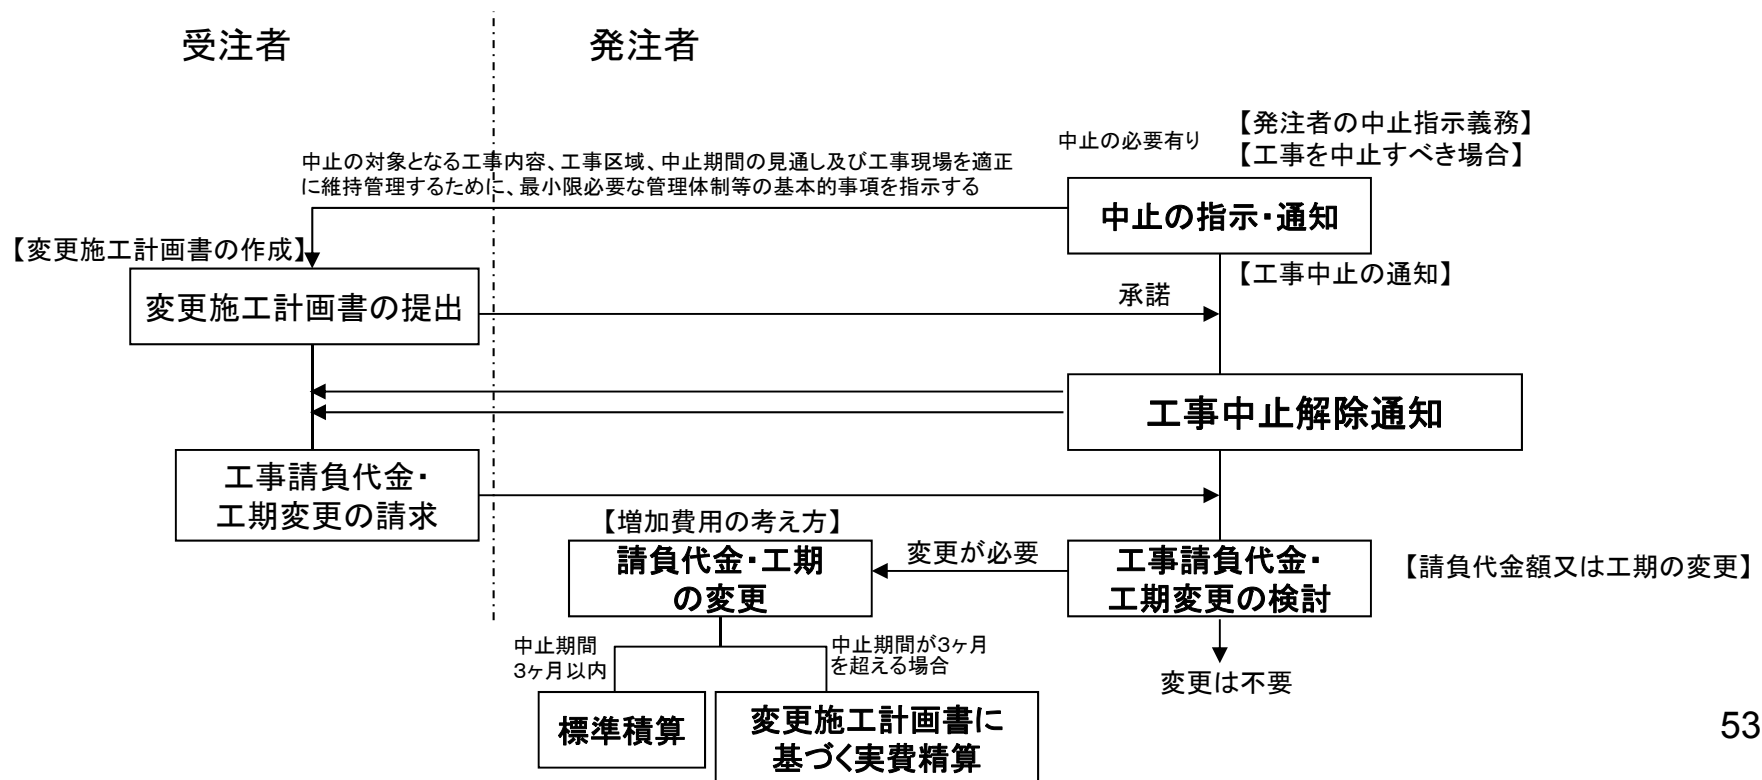 受注者
発注者
中止の必要有り
【発注者の中止指示義務】
【工事を中止すべき場合】
中止の対象となる工事内容、工事区域、中止期間の見通し及び工事現場を適正
に維持管理するために、最小限必要な管理体制等の基本的事項を指示する
中止の指示・通知
【変更施工計画書の作成】
【工事中止の通知】
変更施工計画書の提出
承諾
工事中止解除通知
工事請負代金・
工期変更の請求
【増加費用の考え方】
請負代金・工期
の変更
変更が必要
工事請負代金・
工期変更の検討
【請負代金額又は工期の変更】
中止期間
3ヶ月以内
中止期間が3ヶ月
を超える場合
変更は不要
標準積算
変更施工計画書に
基づく実費精算
53